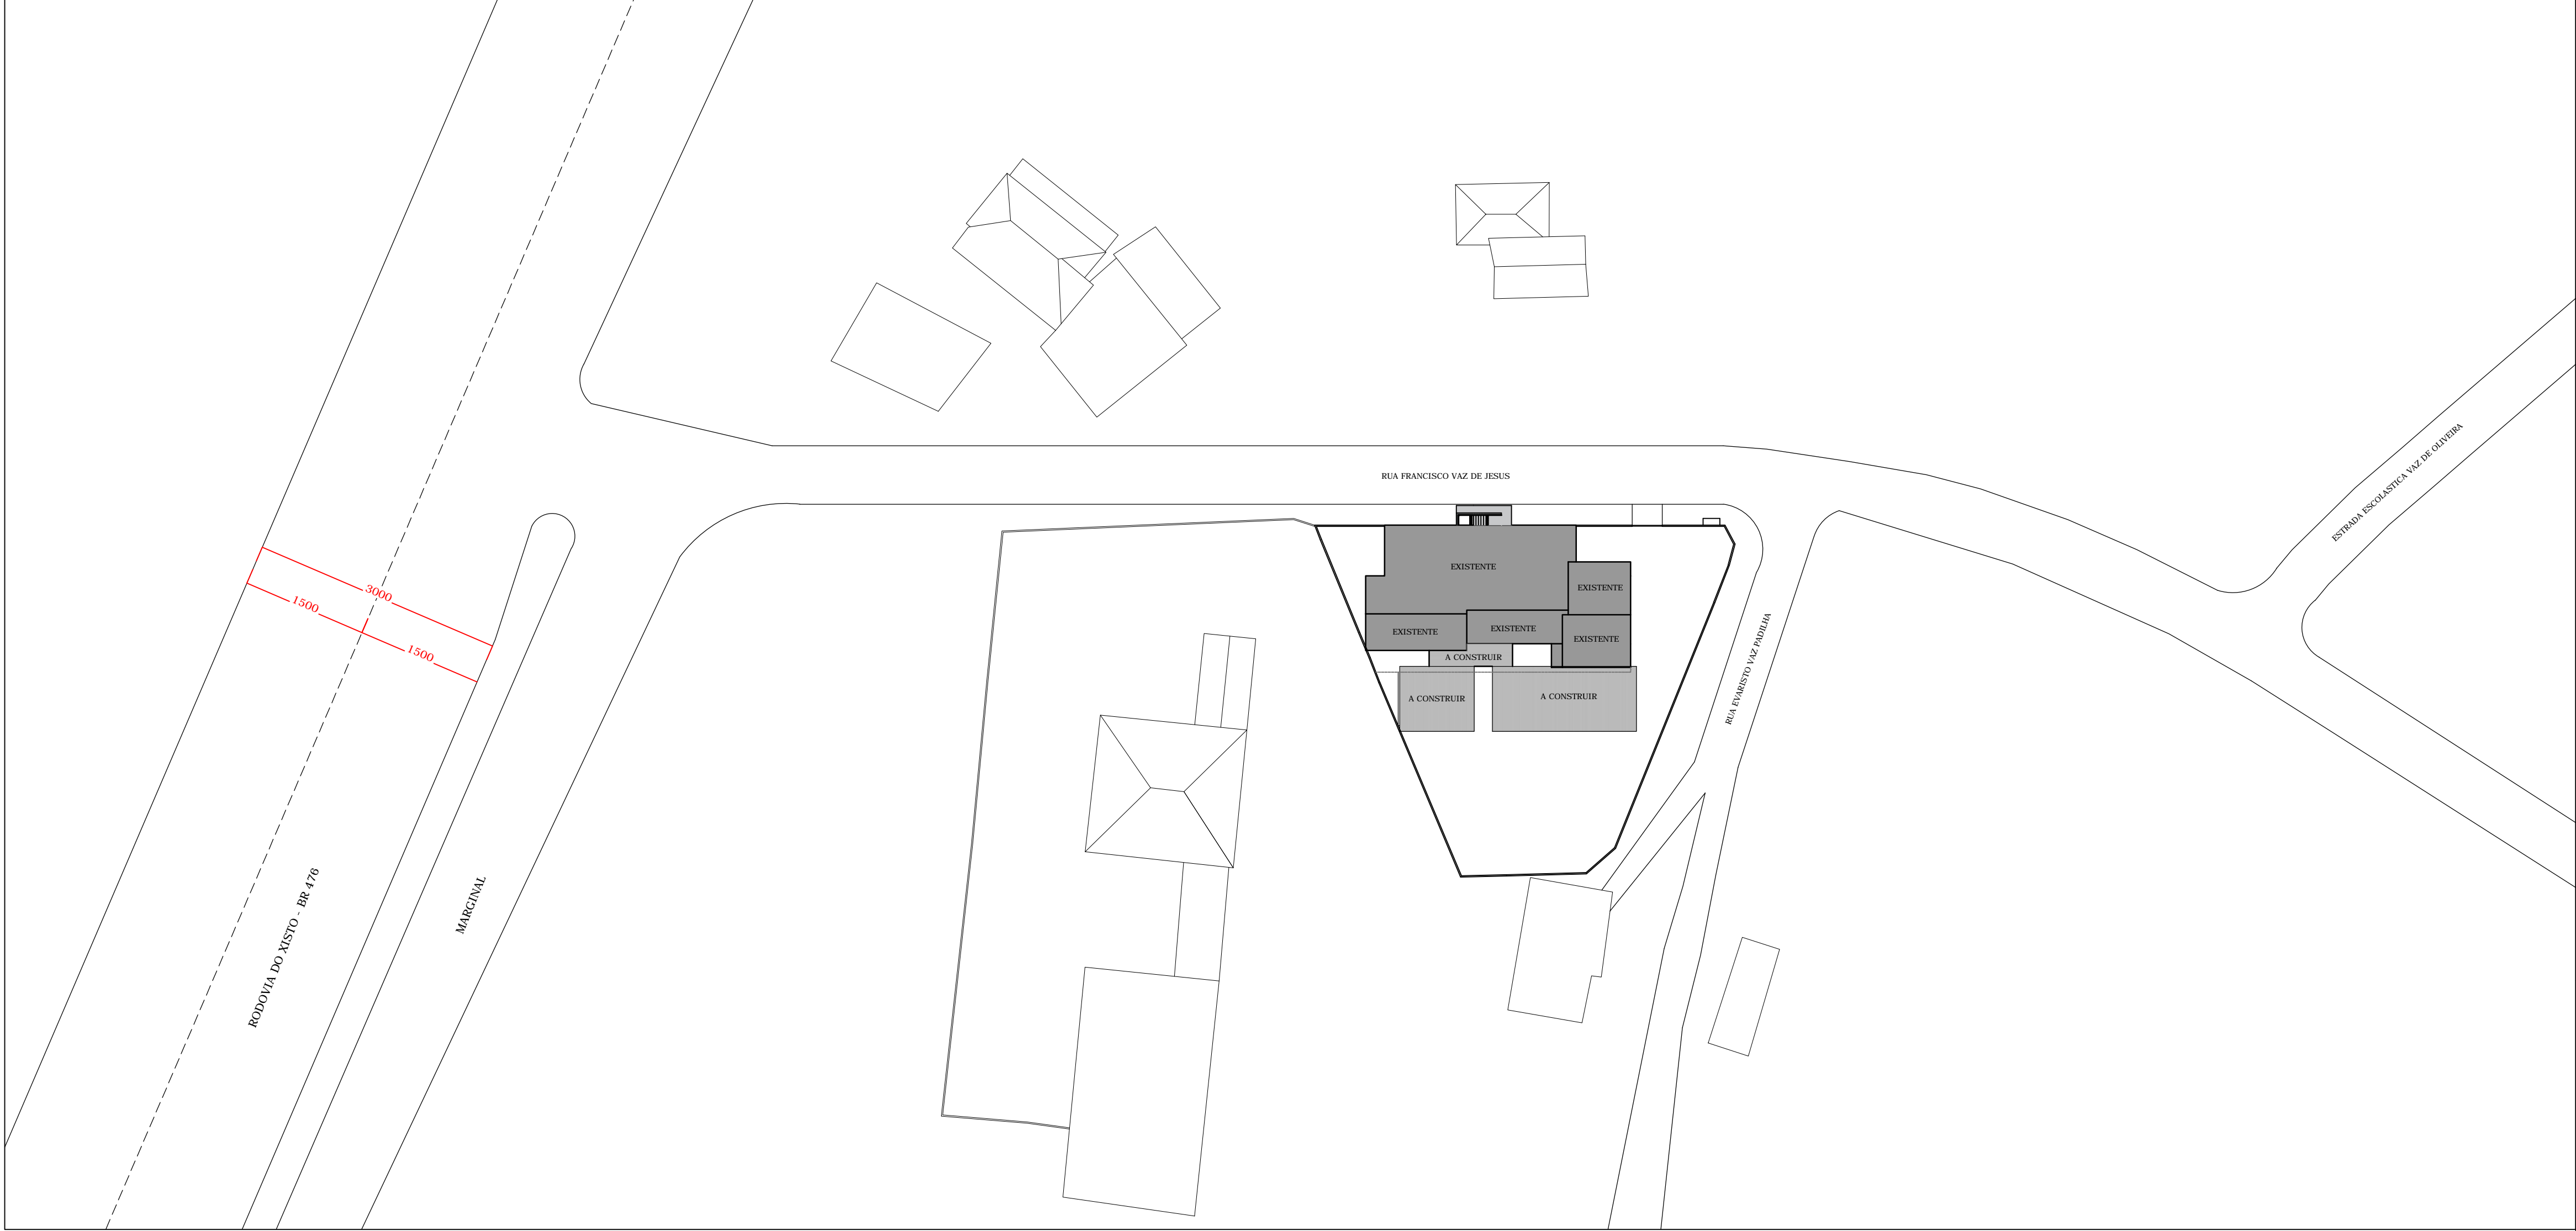 RUA FRANCISCO VAZ DE JESUS
ESTRADA ESCOLASTICA VAZ DE OLIVEIRA
EXISTENTE
EXISTENTE
3000
1500
1500
EXISTENTE
EXISTENTE
EXISTENTE
A CONSTRUIR
A CONSTRUIR
A CONSTRUIR
RUA EVARISTO VAZ PADILHA
RODOVIA DO XISTO - BR 476
MARGINAL